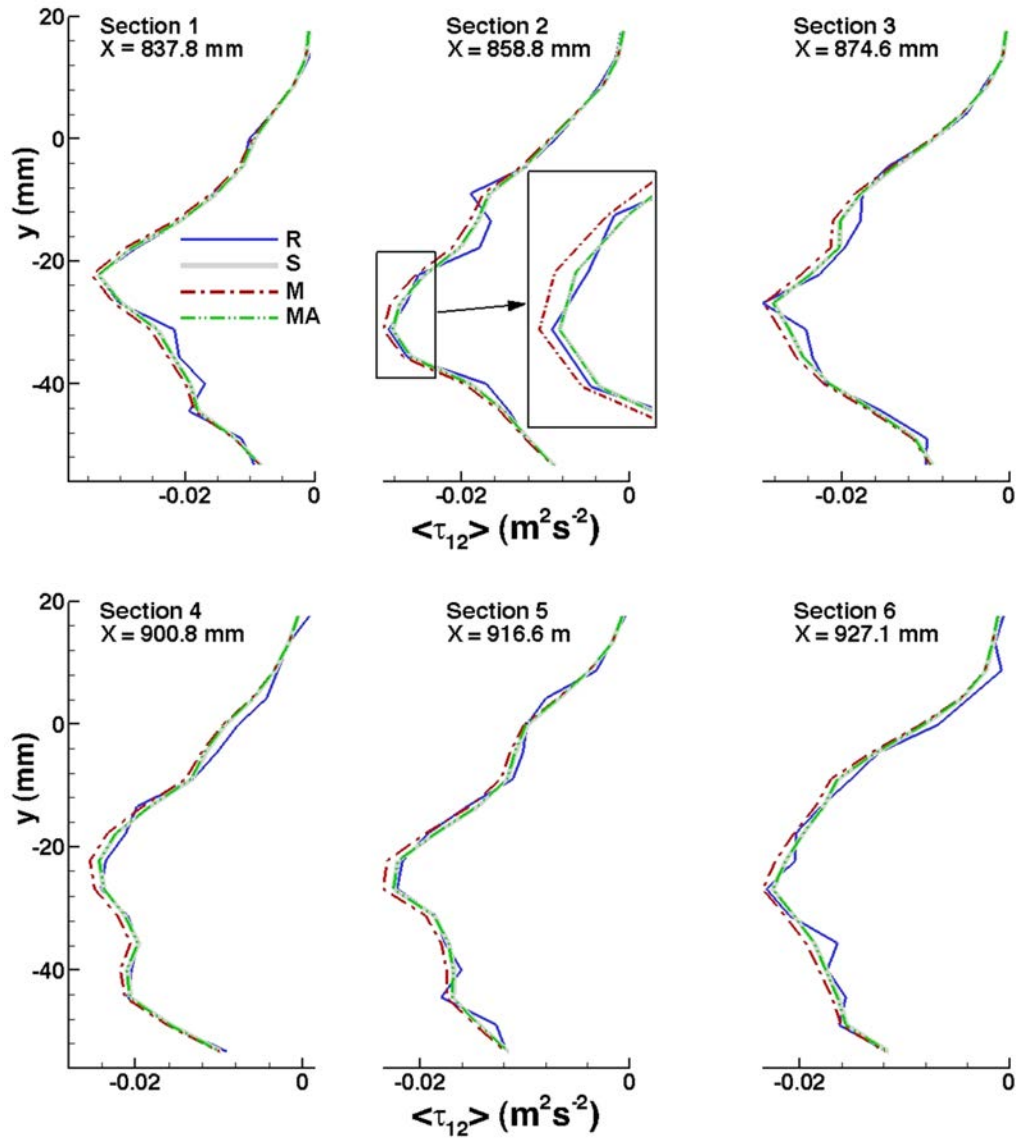 Section 1
X = 837.8 mm
Section 2
X = 858.8 mm
Section 3
X = 874.6 mm
20
0
-20
-40
y (mm)
R
S
M
MA
-0.02 0
-0.02 0
-0.02 0
<τ12> (m²s⁻²)
Section 4
X = 900.8 mm
Section 5
X = 916.6 m
Section 6
X = 927.1 mm
20
0
-20
-40
y (mm)
-0.02 0
-0.02 0
-0.02 0
<τ12> (m²s⁻²)